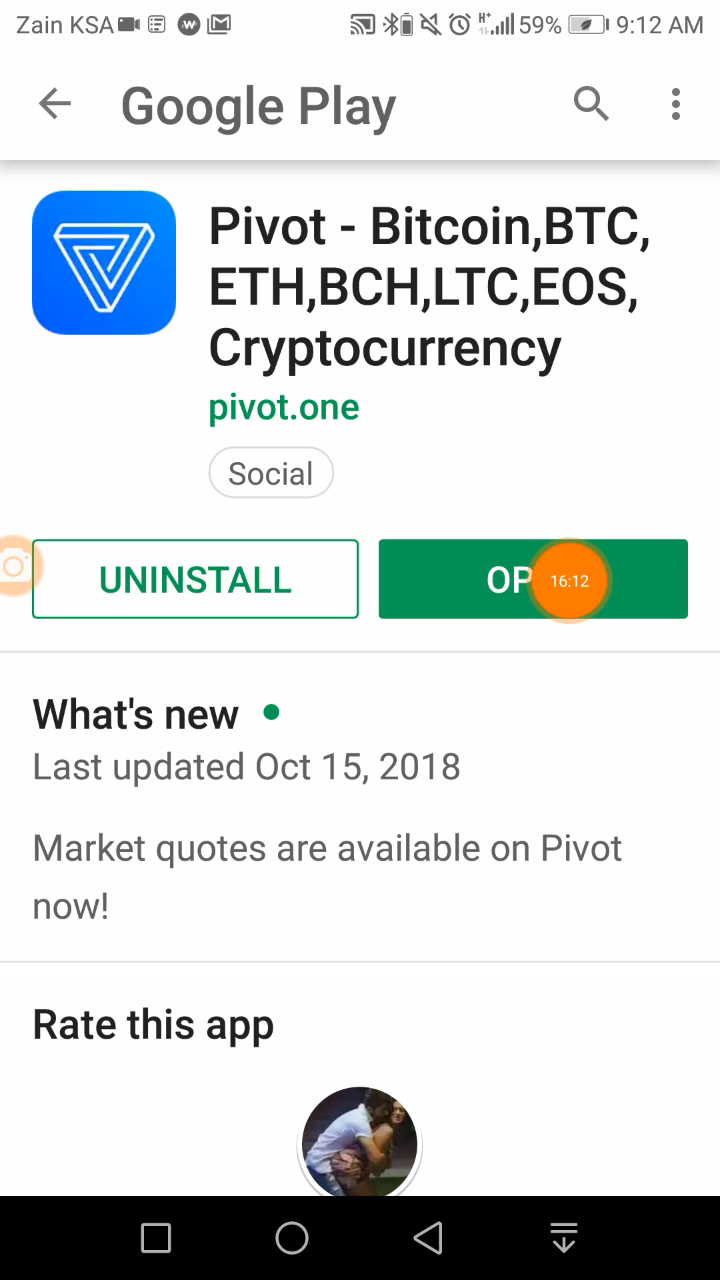 Zain KSA 59% 9:12 AM
Google Play
Pivot - Bitcoin,BTC,
ETH,BCH,LTC,EOS,
Cryptocurrency
pivot.one
Social
UNINSTALL
OP 16:12
What's new
Last updated Oct 15, 2018
Market quotes are available on Pivot
now!
Rate this app